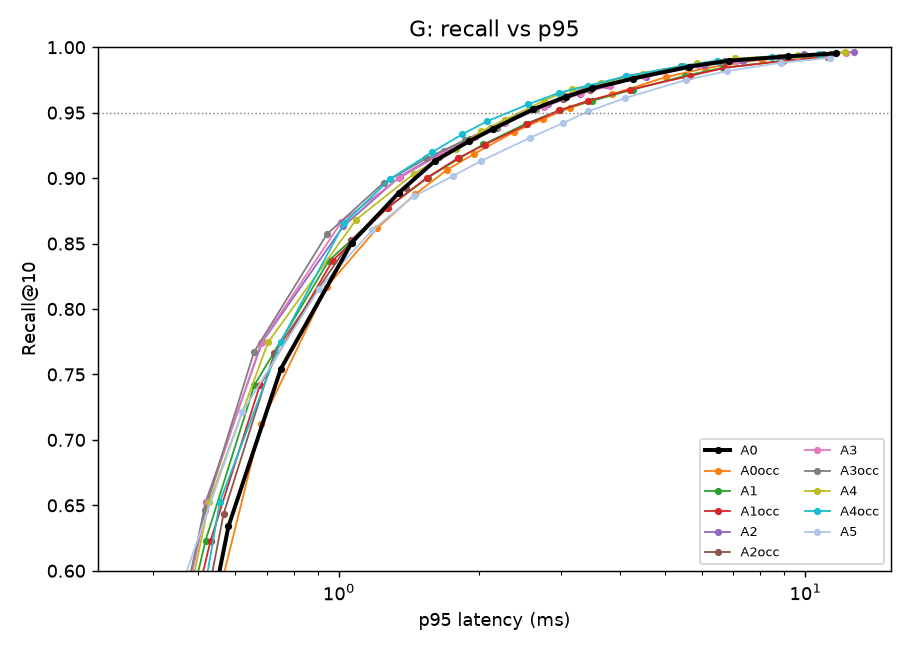 G: recall vs p95
Recall@10
1.00
0.95
0.90
0.85
0.80
0.75
0.70
0.65
0.60
10⁰
10¹
p95 latency (ms)
A0
A0occ
A1
A1occ
A2
A2occ
A3
A3occ
A4
A4occ
A5